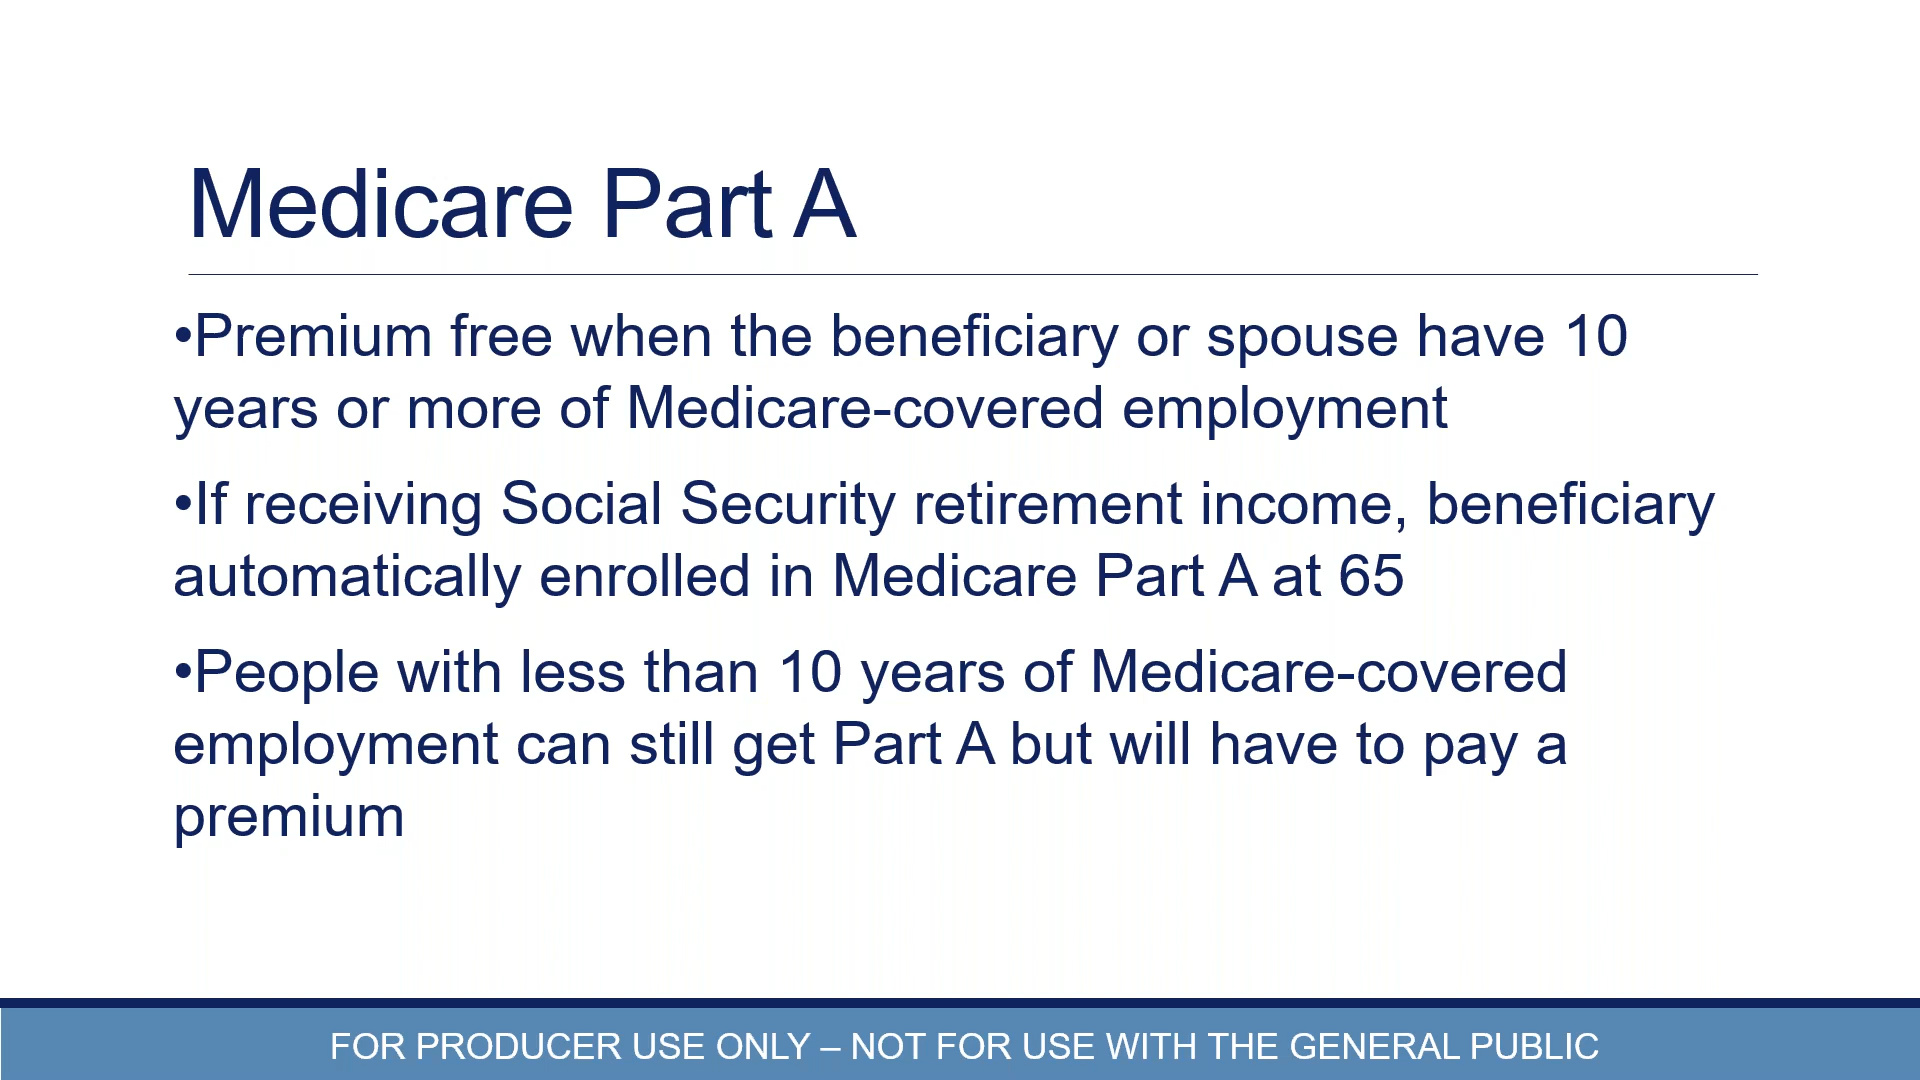 Medicare Part A
•Premium free when the beneficiary or spouse have 10
years or more of Medicare-covered employment
•If receiving Social Security retirement income, beneficiary
automatically enrolled in Medicare Part A at 65
•People with less than 10 years of Medicare-covered
employment can still get Part A but will have to pay a
premium
FOR PRODUCER USE ONLY – NOT FOR USE WITH THE GENERAL PUBLIC